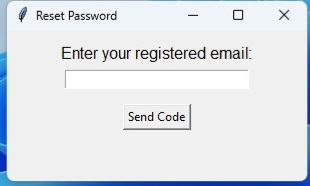 Reset Password
Enter your registered email:
Send Code